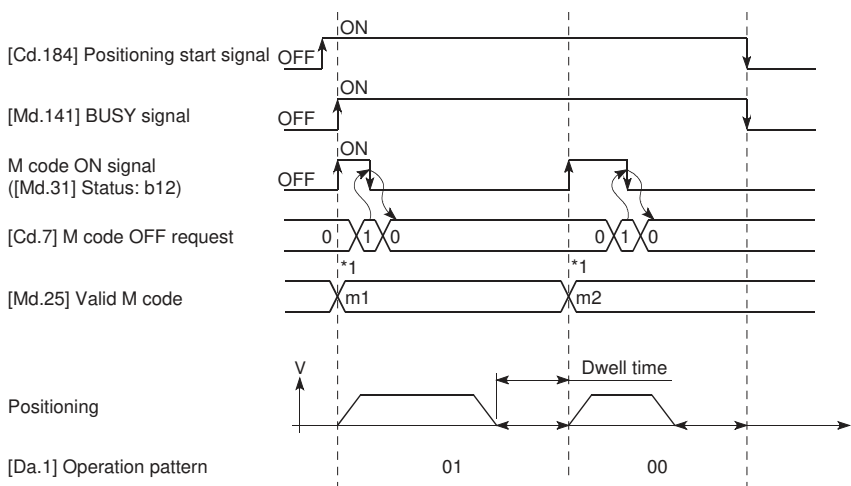 ON
[Cd.184] Positioning start signal OFF
ON
[Md.141] BUSY signal OFF
ON
M code ON signal
([Md.31] Status: b12) OFF
[Cd.7] M code OFF request 0 1 0 0 1 0
*1 *1
[Md.25] Valid M code m1 m2
V Dwell time
Positioning
[Da.1] Operation pattern 01 00